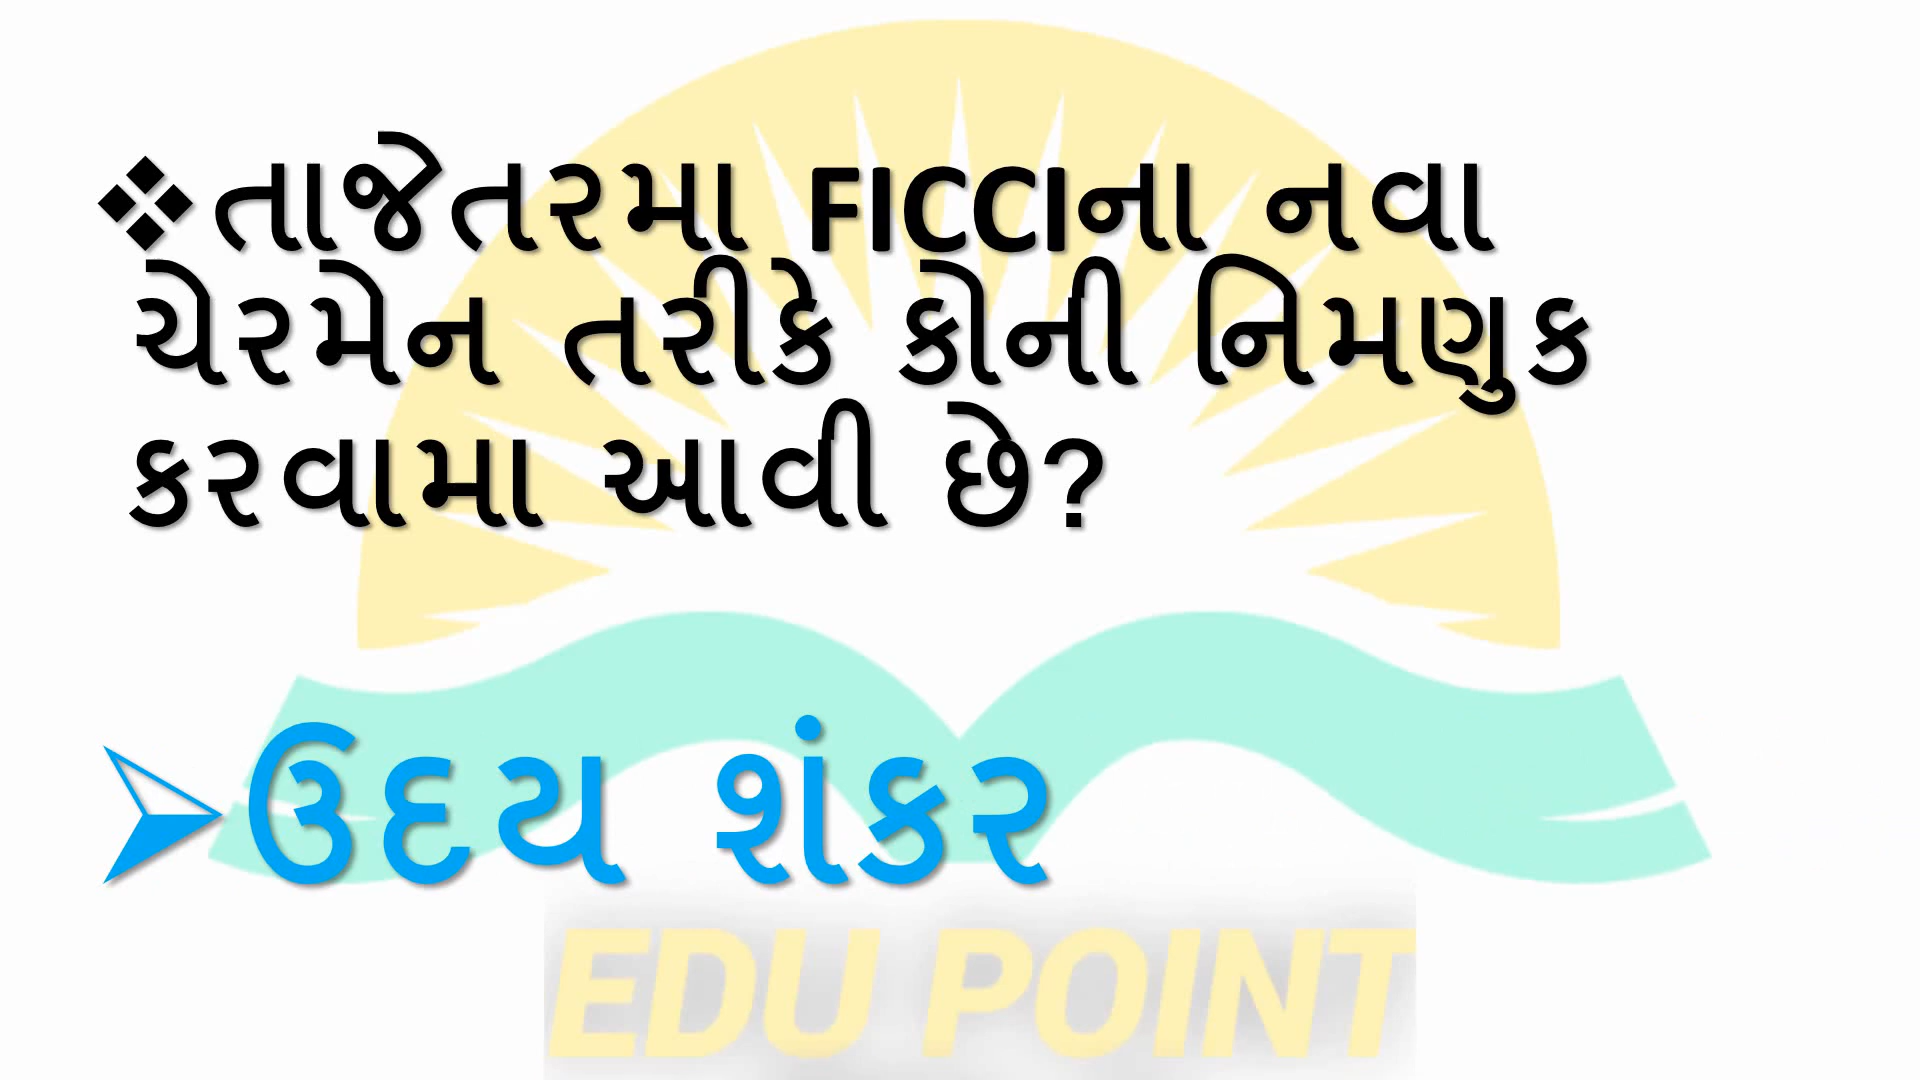 ❖તાજેતરમા FICCIના નવા
ચેરમેન તરીકે કોની નિમણુક
કરવામા આવી છે?
➢ઉદય શંકર
EDU POINT